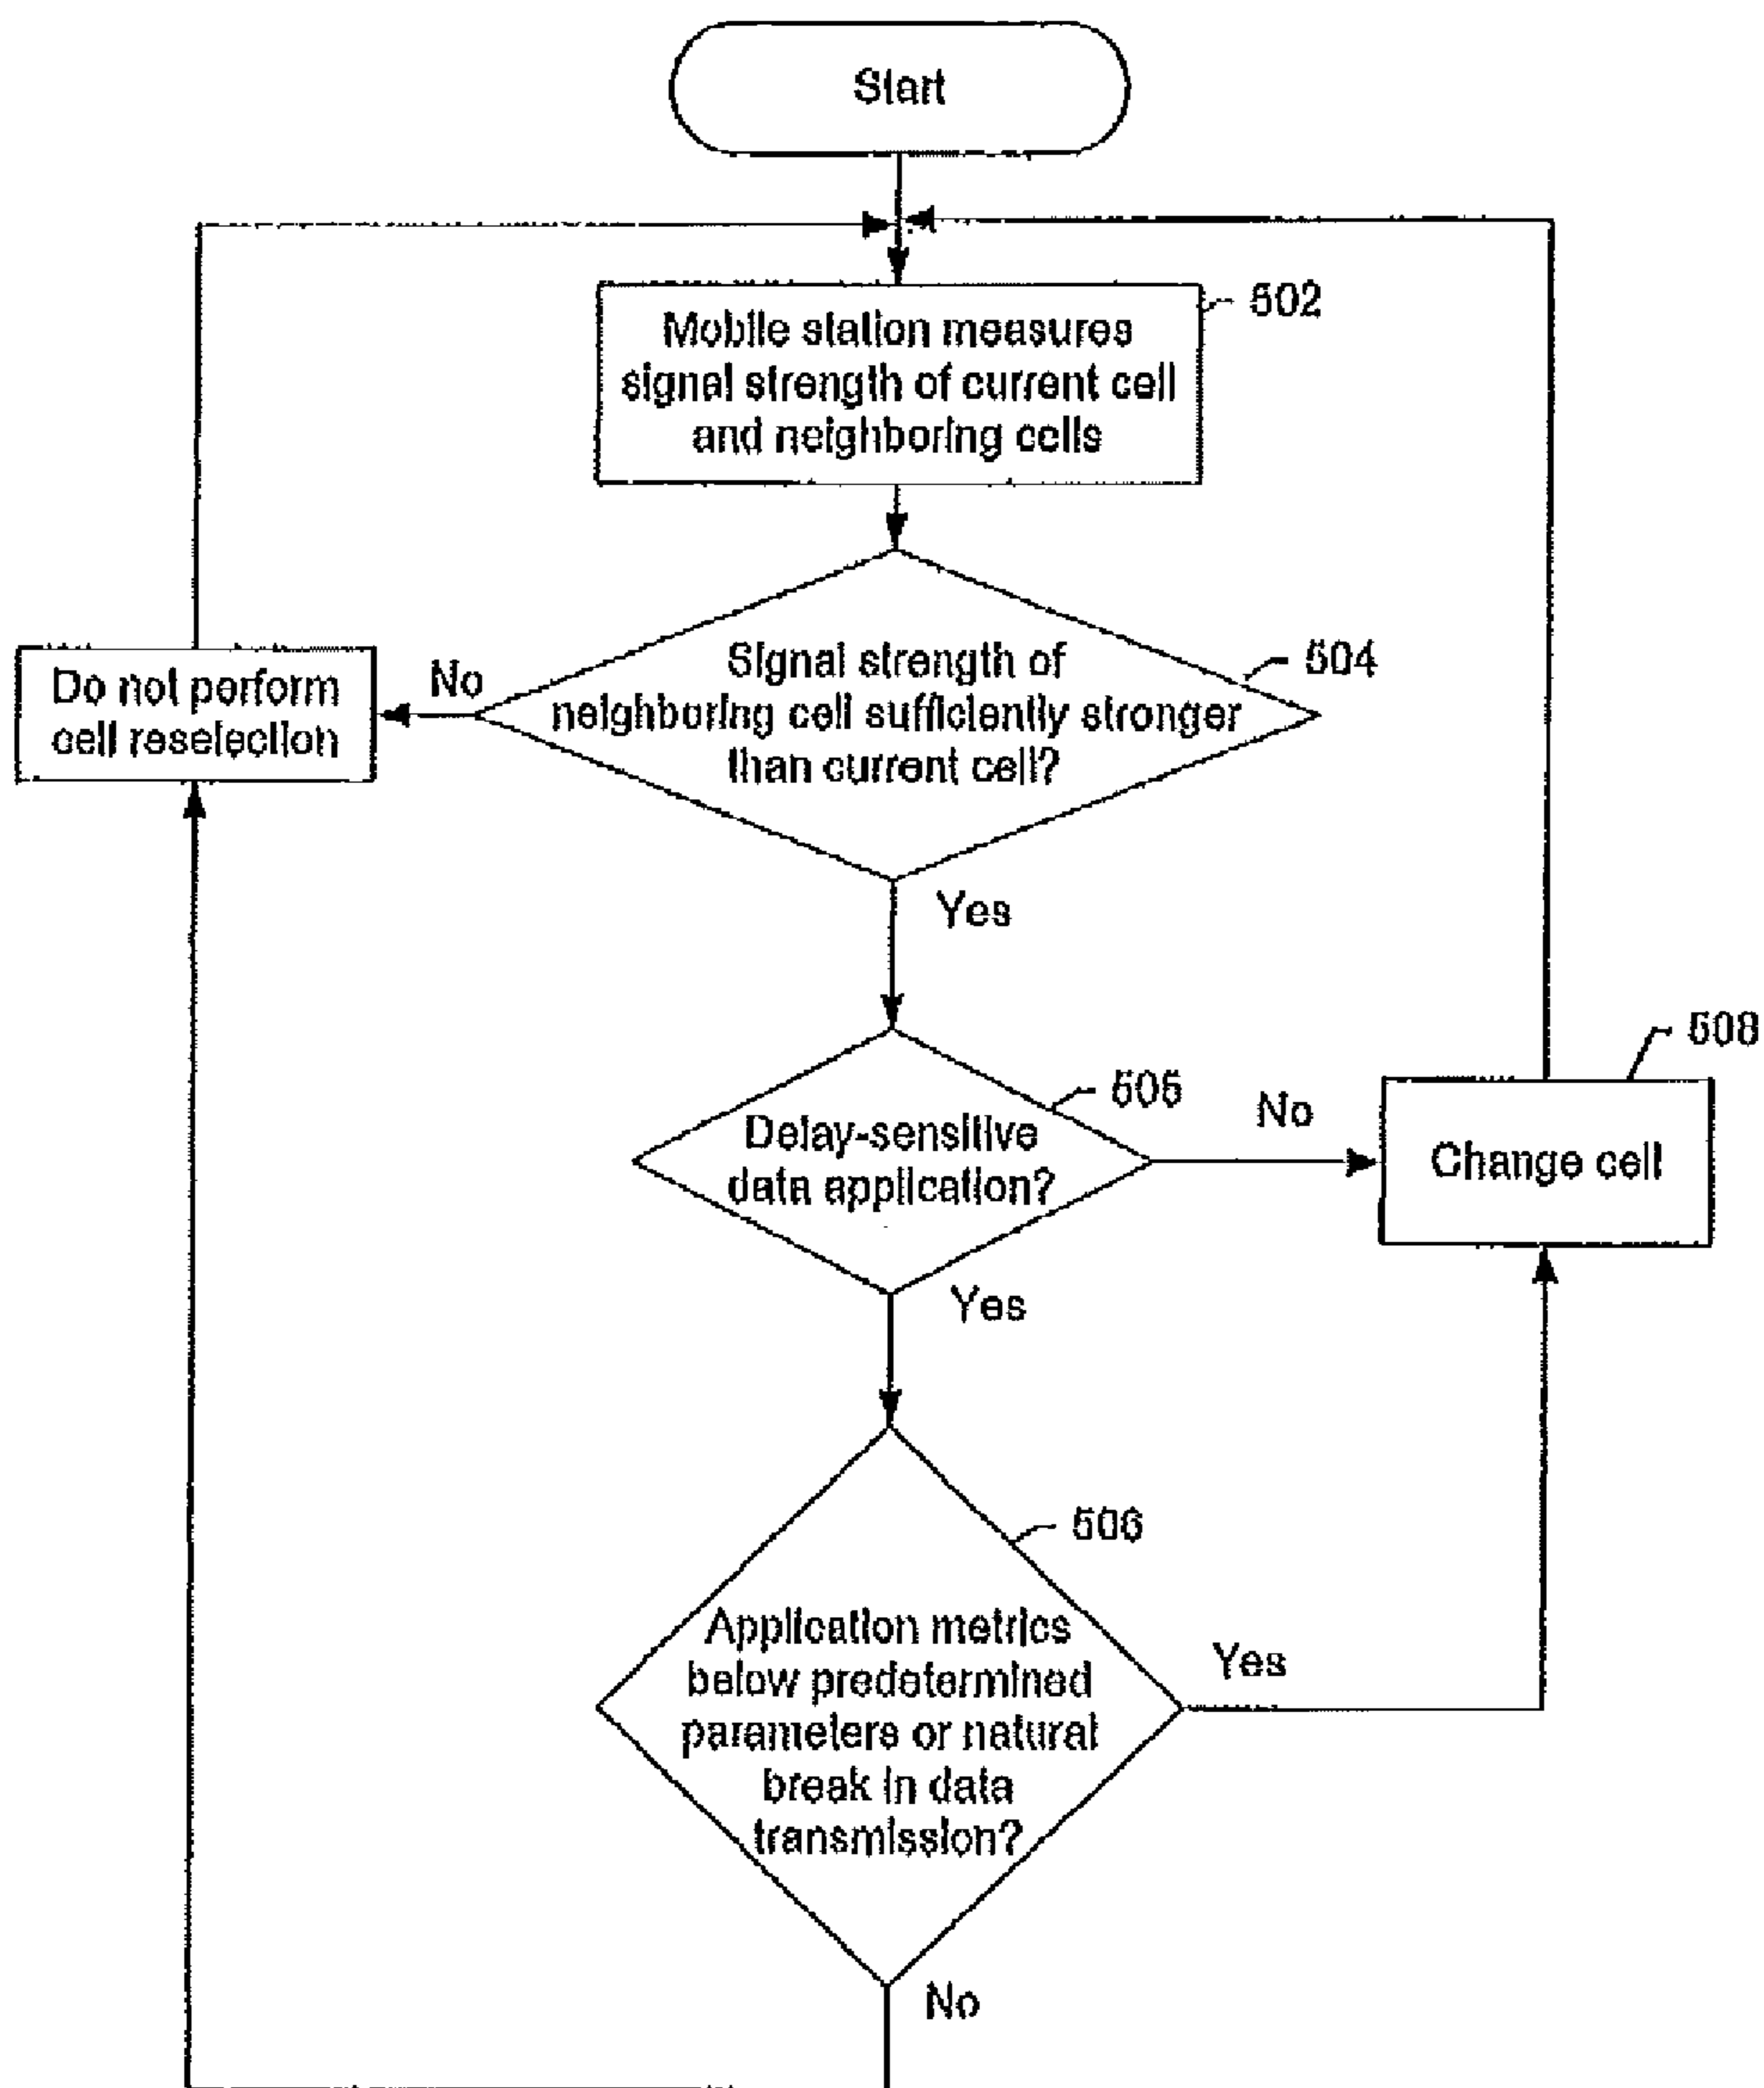 Start
502
Mobile station measures
signal strength of current cell
and neighboring cells
504
Signal strength of
neighboring cell sufficiently stronger
than current cell?
No
Do not perform
cell reselection
Yes
505
Delay-sensitive
data application?
No
508
Change cell
Yes
506
Application metrics
below predetermined
parameters or natural
break in data
transmission?
Yes
No